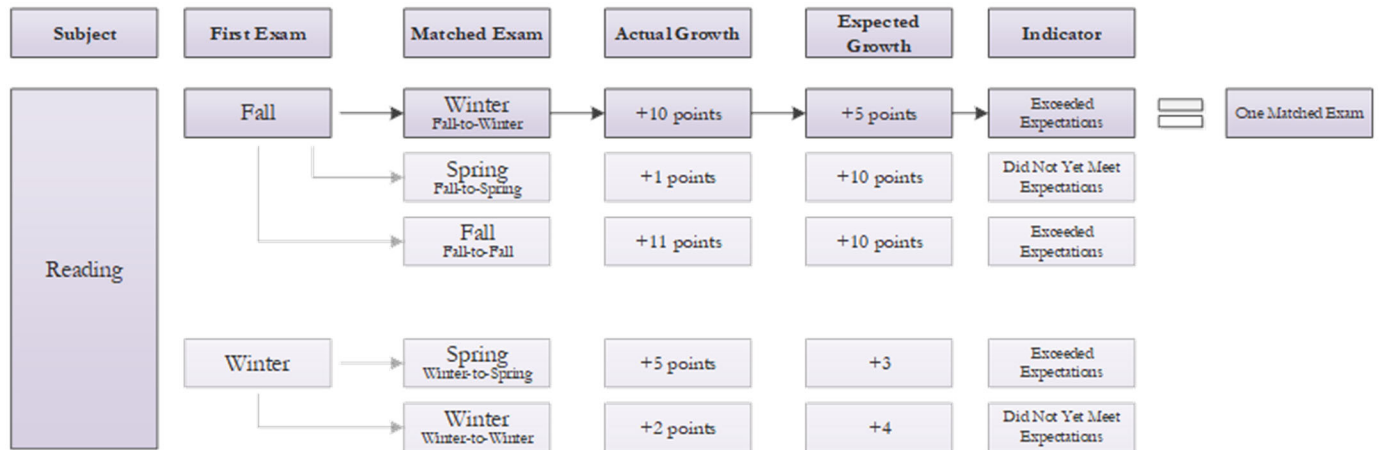 Subject
First Exam
Matched Exam
Actual Growth
Expected
Growth
Indicator
Reading
Fall
Winter
Fall-to-Winter
+10 points
+5 points
Exceeded
Expectations
One Matched Exam
Spring
Fall-to-Spring
+1 points
+10 points
Did Not Yet Meet
Expectations
Fall
Fall-to-Fall
+11 points
+10 points
Exceeded
Expectations
Winter
Spring
Winter-to-Spring
+5 points
+3
Exceeded
Expectations
Winter
Winter-to-Winter
+2 points
+4
Did Not Yet Meet
Expectations